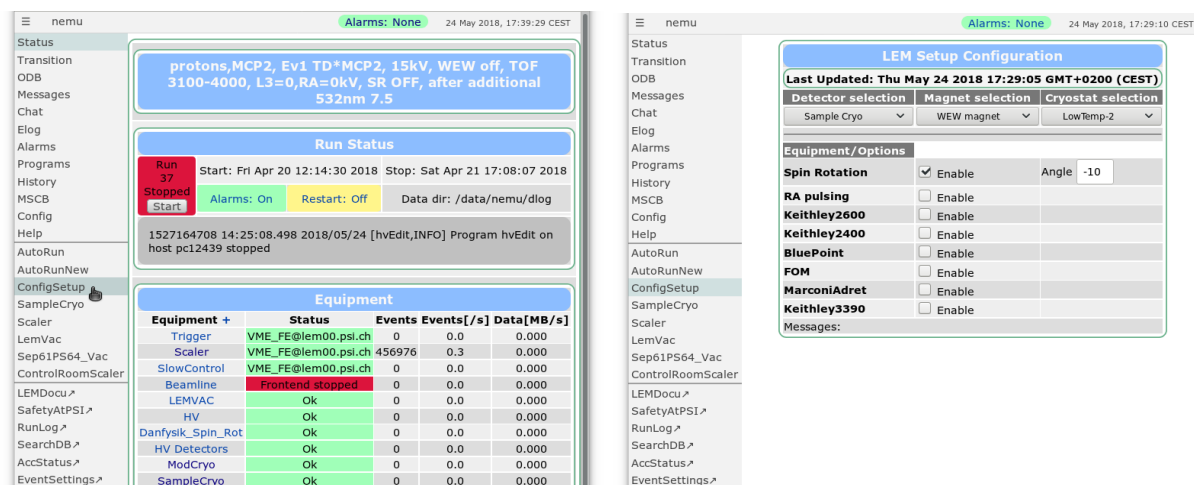 ☰ nemu Alarms: None 24 May 2018, 17:39:29 CEST
Status
Transition
ODB
Messages
Chat
Elog
Alarms
Programs
History
MSCB
Config
Help
AutoRun
AutoRunNew
ConfigSetup
SampleCryo
Scaler
LemVac
Sep61PS64_Vac
ControlRoomScaler
LEMDocu↗
SafetyAtPSI↗
RunLog↗
SearchDB↗
AccStatus↗
EventSettings↗
protons,MCP2, Ev1 TD*MCP2, 15kV, WEW off, TOF
3100-4000, L3=0,RA=0kV, SR OFF, after additional
532nm 7.5
Run Status
Run
37
Stopped
Start
Start: Fri Apr 20 12:14:30 2018 Stop: Sat Apr 21 17:08:07 2018
Alarms: On Restart: Off Data dir: /data/nemu/dlog
1527164708 14:25:08.498 2018/05/24 [hvEdit,INFO] Program hvEdit on
host pc12439 stopped
Equipment
Equipment + Status Events Events[/s] Data[MB/s]
Trigger VME_FE@lem00.psi.ch 0 0.0 0.000
Scaler VME_FE@lem00.psi.ch 456976 0.3 0.000
SlowControl VME_FE@lem00.psi.ch 0 0.0 0.000
Beamline Frontend stopped 0 0.0 0.000
LEMVAC Ok 0 0.0 0.000
HV Ok 0 0.0 0.000
Danfysik_Spin_Rot Ok 0 0.0 0.000
HV Detectors Ok 0 0.0 0.000
ModCryo Ok 0 0.0 0.000
SampleCryo Ok 0 0.0 0.000
☰ nemu Alarms: None 24 May 2018, 17:29:10 CEST
Status
Transition
ODB
Messages
Chat
Elog
Alarms
Programs
History
MSCB
Config
Help
AutoRun
AutoRunNew
ConfigSetup
SampleCryo
Scaler
LemVac
Sep61PS64_Vac
ControlRoomScaler
LEMDocu↗
SafetyAtPSI↗
RunLog↗
SearchDB↗
AccStatus↗
EventSettings↗
LEM Setup Configuration
Last Updated: Thu May 24 2018 17:29:05 GMT+0200 (CEST)
Detector selection Magnet selection Cryostat selection
Sample Cryo WEW magnet LowTemp-2
Equipment/Options
Spin Rotation Enable Angle -10
RA pulsing Enable
Keithley2600 Enable
Keithley2400 Enable
BluePoint Enable
FOM Enable
MarconiAdret Enable
Keithley3390 Enable
Messages: